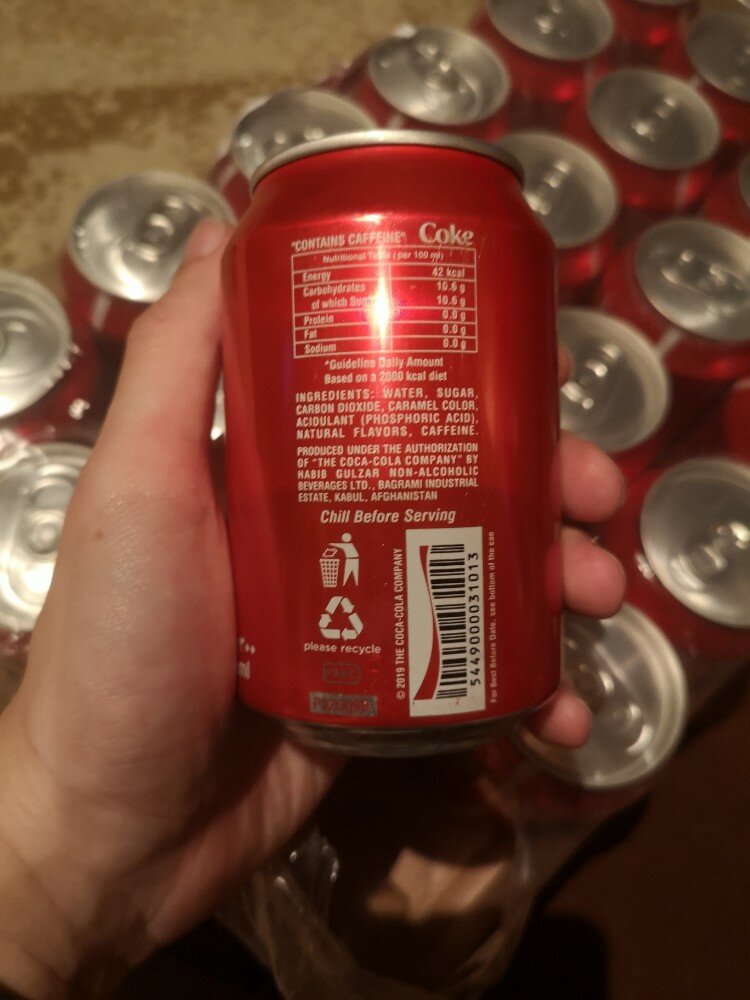 "CONTAINS CAFFEINE" Coke
Nutritional Table (per 100 ml)
Energy 42 kcal
Carbohydrates 10.6 g
of which Sugar 10.6 g
Protein 0.0 g
Fat 0.0 g
Sodium 0.0 g
*Guideline Daily Amount
Based on a 2000 kcal diet
INGREDIENTS: WATER, SUGAR,
CARBON DIOXIDE, CARAMEL COLOR,
ACIDULANT (PHOSPHORIC ACID),
NATURAL FLAVORS, CAFFEINE.
PRODUCED UNDER THE AUTHORIZATION
OF "THE COCA-COLA COMPANY" BY
HABIB GULZAR NON-ALCOHOLIC
BEVERAGES LTD., BAGRAMI INDUSTRIAL
ESTATE, KABUL, AFGHANISTAN
Chill Before Serving
please recycle
© 2019 THE COCA-COLA COMPANY
5449000031013
For Best Before Date, see bottom of the can